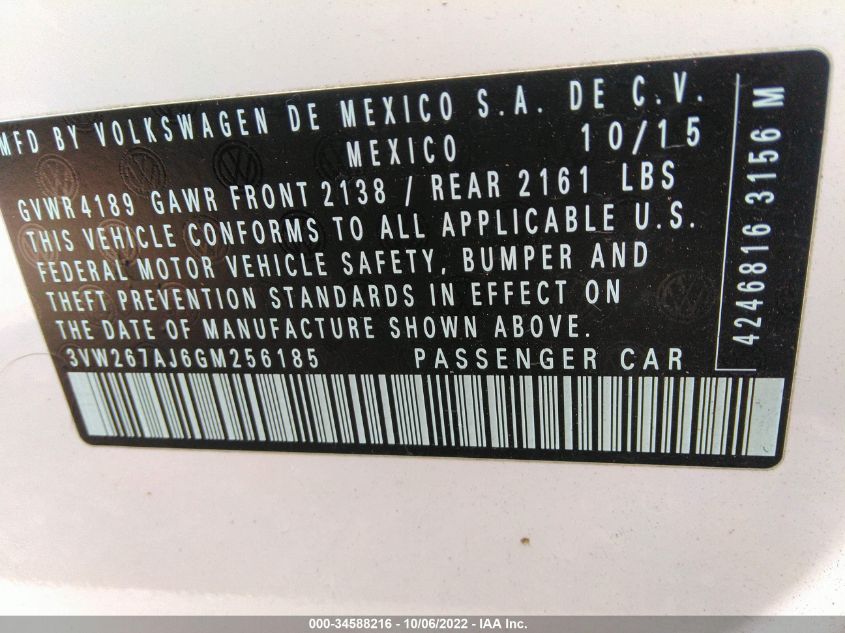 MFD BY VOLKSWAGEN DE MEXICO S.A. DE C.V.
MEXICO 10/15
GVWR 4189 GAWR FRONT 2138 / REAR 2161 LBS
THIS VEHICLE CONFORMS TO ALL APPLICABLE U.S.
FEDERAL MOTOR VEHICLE SAFETY, BUMPER AND
THEFT PREVENTION STANDARDS IN EFFECT ON
THE DATE OF MANUFACTURE SHOWN ABOVE.
3VW267AJ6GM256185 PASSENGER CAR
4246816 3156 M
000-34588216 - 10/06/2022 - IAA Inc.